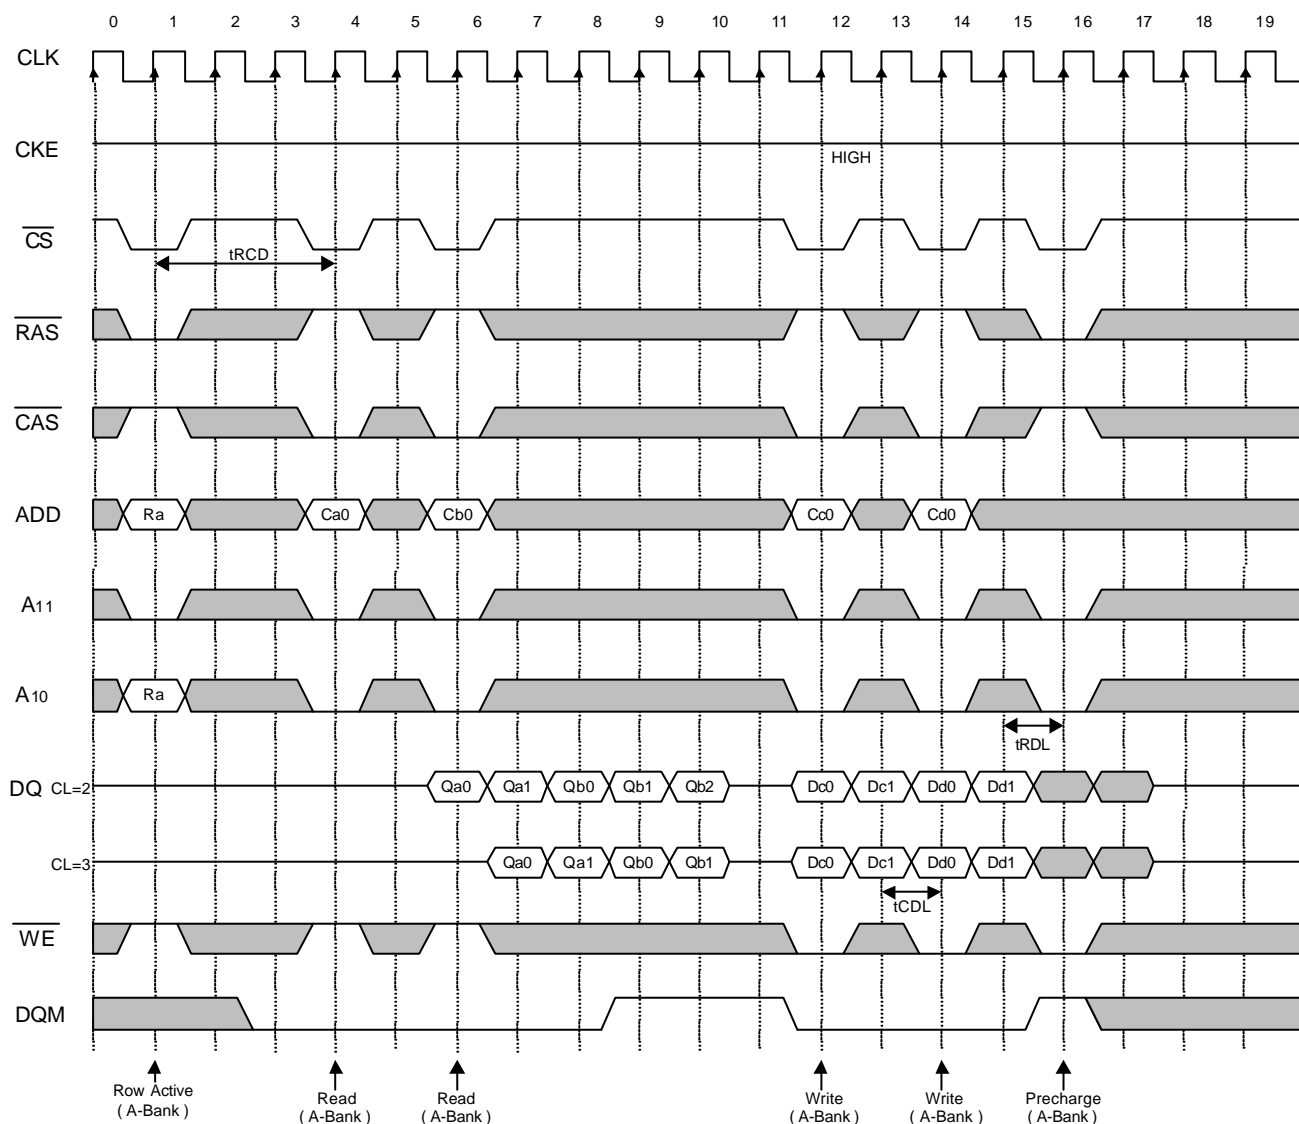 0 1 2 3 4 5 6 7 8 9 10 11 12 13 14 15 16 17 18 19
CLK
CKE
HIGH
CS
tRCD
RAS
CAS
ADD Ra Ca0 Cb0 Cc0 Cd0
A11
A10 Ra
tRDL
DQ CL=2 Qa0 Qa1 Qb0 Qb1 Qb2 Dc0 Dc1 Dd0 Dd1
CL=3 Qa0 Qa1 Qb0 Qb1 Dc0 Dc1 Dd0 Dd1
tCDL
WE
DQM
Row Active
( A-Bank )
Read
( A-Bank )
Read
( A-Bank )
Write
( A-Bank )
Write
( A-Bank )
Precharge
( A-Bank )